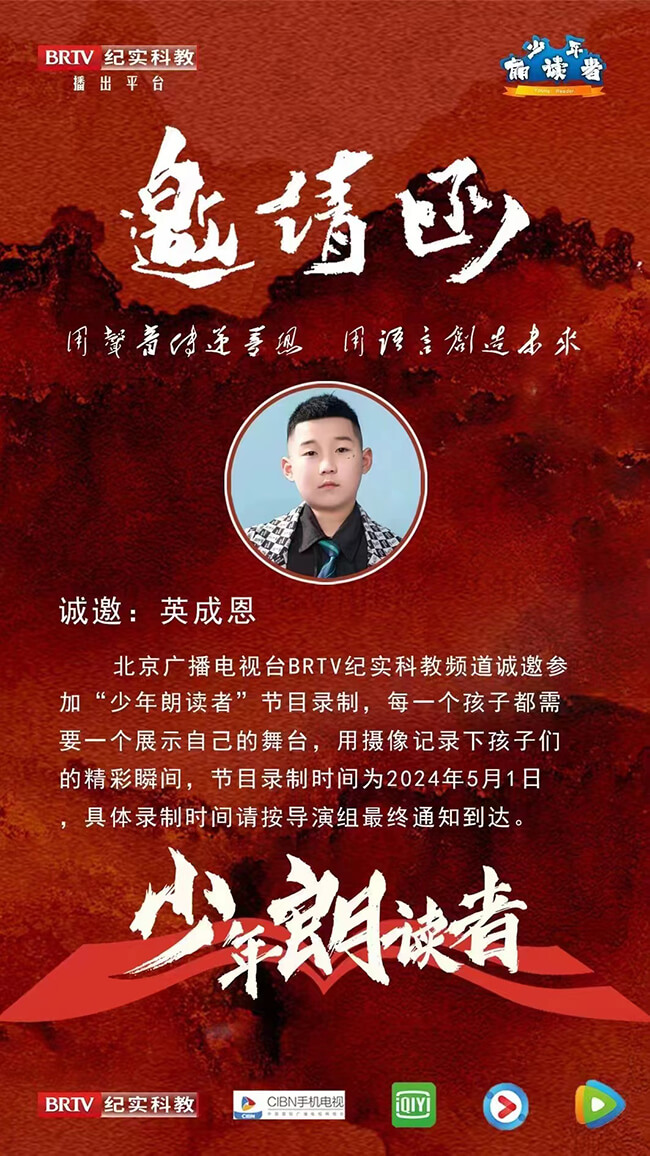 BRTV 纪实科教
播出平台
少年
朗读者
邀请函
用聲音传递善恩 用语言創造未来
诚邀：英成恩
北京广播电视台BRTV纪实科教频道诚邀参
加“少年朗读者”节目录制，每一个孩子都需
要一个展示自己的舞台，用摄像记录下孩子们
的精彩瞬间，节目录制时间为2024年5月1日
，具体录制时间请按导演组最终通知到达。
少年朗读者
BRTV 纪实科教
CIBN手机电视
CIBN
iQIYI